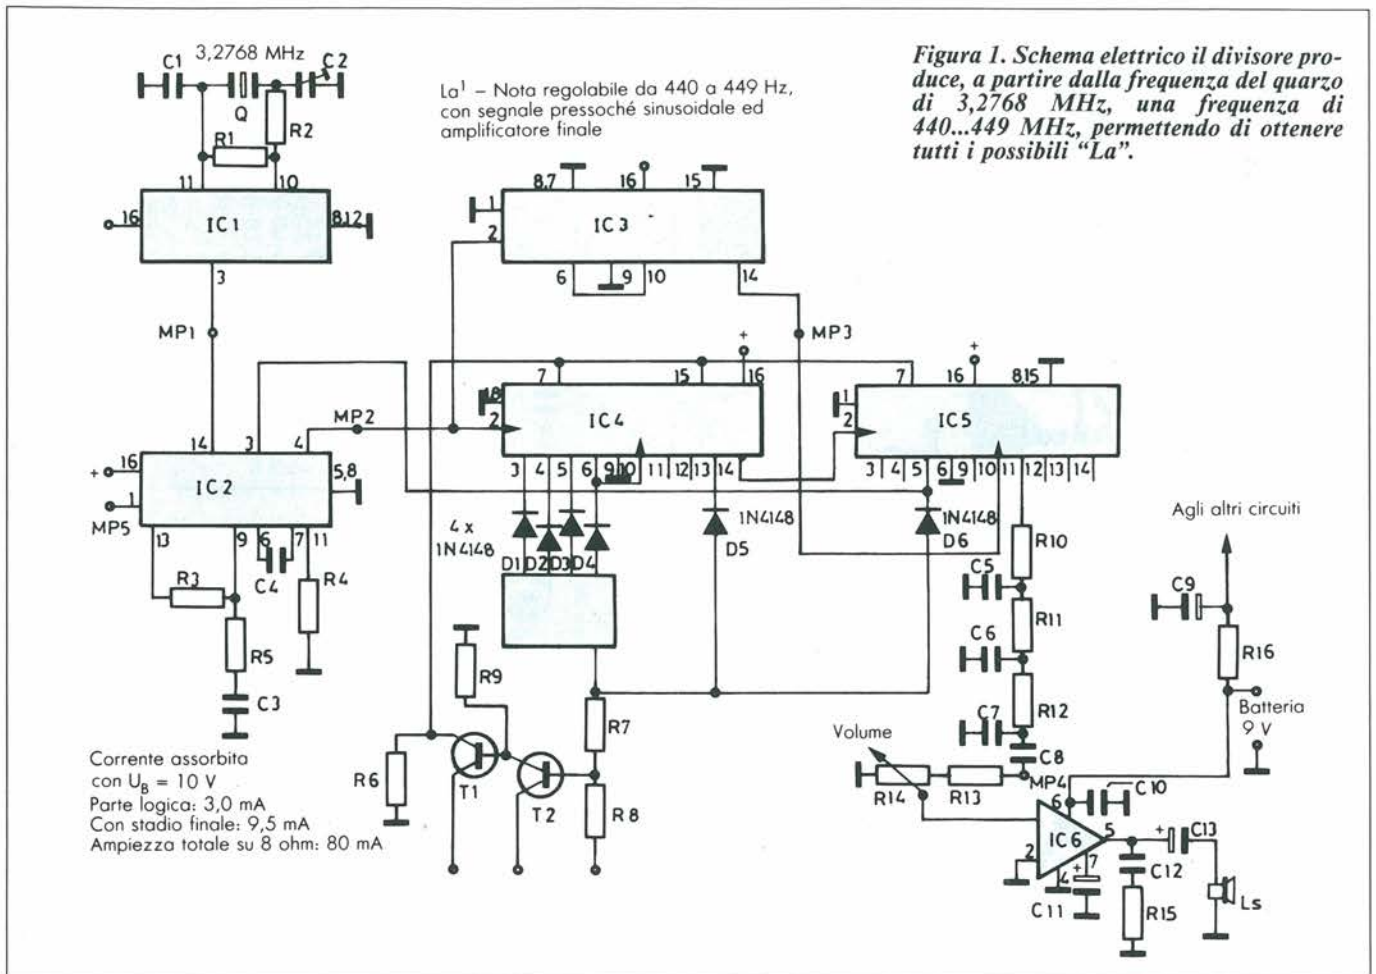 Figura 1. Schema elettrico il divisore pro-
duce, a partire dalla frequenza del quarzo
di 3,2768 MHz, una frequenza di
440...449 MHz, permettendo di ottenere
tutti i possibili “La”.
3,2768 MHz
C1
C2
Q
R2
R1
La¹ – Nota regolabile da 440 a 449 Hz,
con segnale pressoché sinusoidale ed
amplificatore finale
11
10
16
IC1
8,12
3
8,7
16
15
1
IC3
2
6
9
10
14
MP1
MP3
+
+
7
15
16
7
16
8,15
18
1
2
IC4
2
IC5
3
4
5
6
9
10
11
12
13
14
3
4
5
6
9
10
11
12
13
14
MP2
14
3
4
+
16
IC2
5,8
1
MP5
13
9
6
7
11
C4
R3
R4
R5
C3
4 x
1N4148
D1
D2
D3
D4
1N4148
D5
1N4148
D6
R10
C5
R11
C6
R12
C7
C8
MP4
Agli altri circuiti
C9
R16
Batteria
9 V
R9
R7
R6
T1
T2
R8
Volume
R14
R13
6
C10
IC6
5
2
7
4
+
C11
+
C13
C12
R15
Ls
Corrente assorbita
con UB = 10 V
Parte logica: 3,0 mA
Con stadio finale: 9,5 mA
Ampiezza totale su 8 ohm: 80 mA